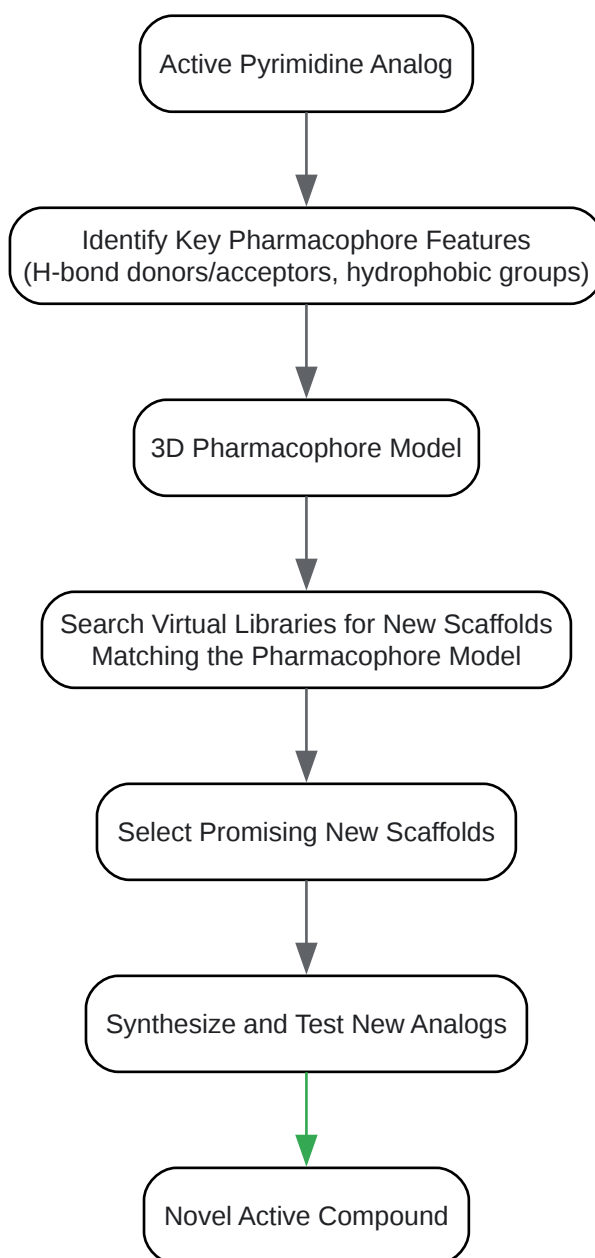 Active Pyrimidine Analog
Identify Key Pharmacophore Features
(H-bond donors/acceptors, hydrophobic groups)
3D Pharmacophore Model
Search Virtual Libraries for New Scaffolds
Matching the Pharmacophore Model
Select Promising New Scaffolds
Synthesize and Test New Analogs
Novel Active Compound